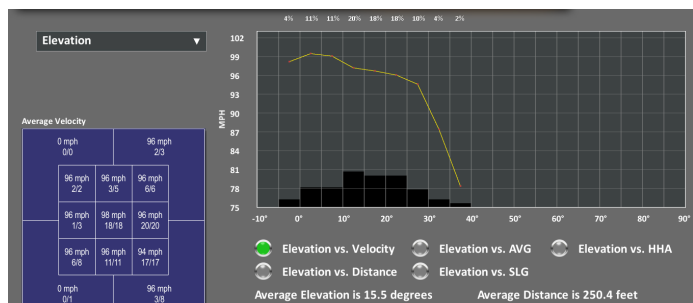 4% 11% 11% 20% 18% 18% 10% 4% 2%
Elevation
102
99
96
93
90
87
84
81
78
75
MPH
-10° 0° 10° 20° 30° 40° 50° 60° 70° 80° 90°
Average Velocity
0 mph 96 mph
0/0 2/3
96 mph 96 mph 96 mph
2/2 3/5 6/6
96 mph 98 mph 96 mph
1/3 18/18 20/20
96 mph 96 mph 94 mph
6/8 11/11 17/17
0 mph 96 mph
0/1 3/8
Elevation vs. Velocity Elevation vs. AVG Elevation vs. HHA
Elevation vs. Distance Elevation vs. SLG
Average Elevation is 15.5 degrees Average Distance is 250.4 feet